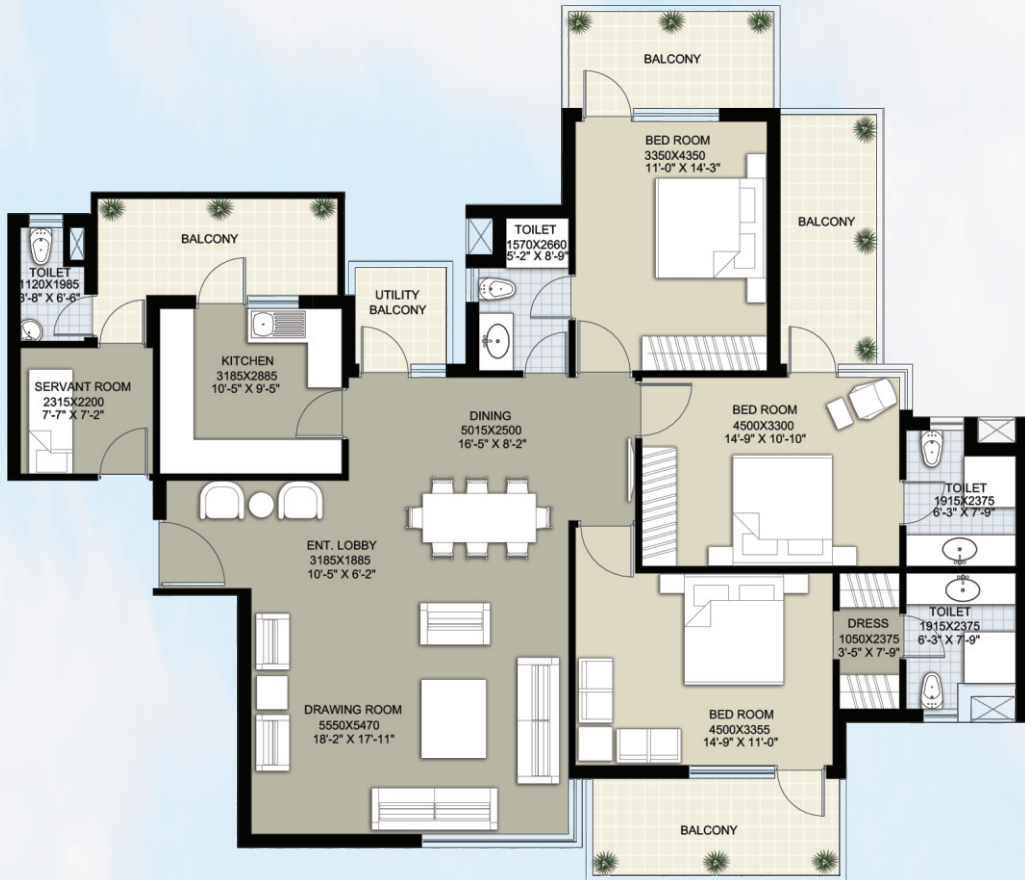 BALCONY
BED ROOM
3350X4350
11'-0" X 14'-3"
BALCONY
BALCONY
TOILET
1570X2660
5'-2" X 8'-9"
TOILET
1120X1985
3'-8" X 6'-6"
UTILITY
BALCONY
KITCHEN
3185X2885
10'-5" X 9'-5"
SERVANT ROOM
2315X2200
7'-7" X 7'-2"
DINING
5015X2500
16'-5" X 8'-2"
BED ROOM
4500X3300
14'-9" X 10'-10"
TOILET
1915X2375
6'-3" X 7'-9"
ENT. LOBBY
3185X1885
10'-5" X 6'-2"
DRESS
1050X2375
3'-5" X 7'-9"
TOILET
1915X2375
6'-3" X 7'-9"
DRAWING ROOM
5550X5470
18'-2" X 17'-11"
BED ROOM
4500X3355
14'-9" X 11'-0"
BALCONY